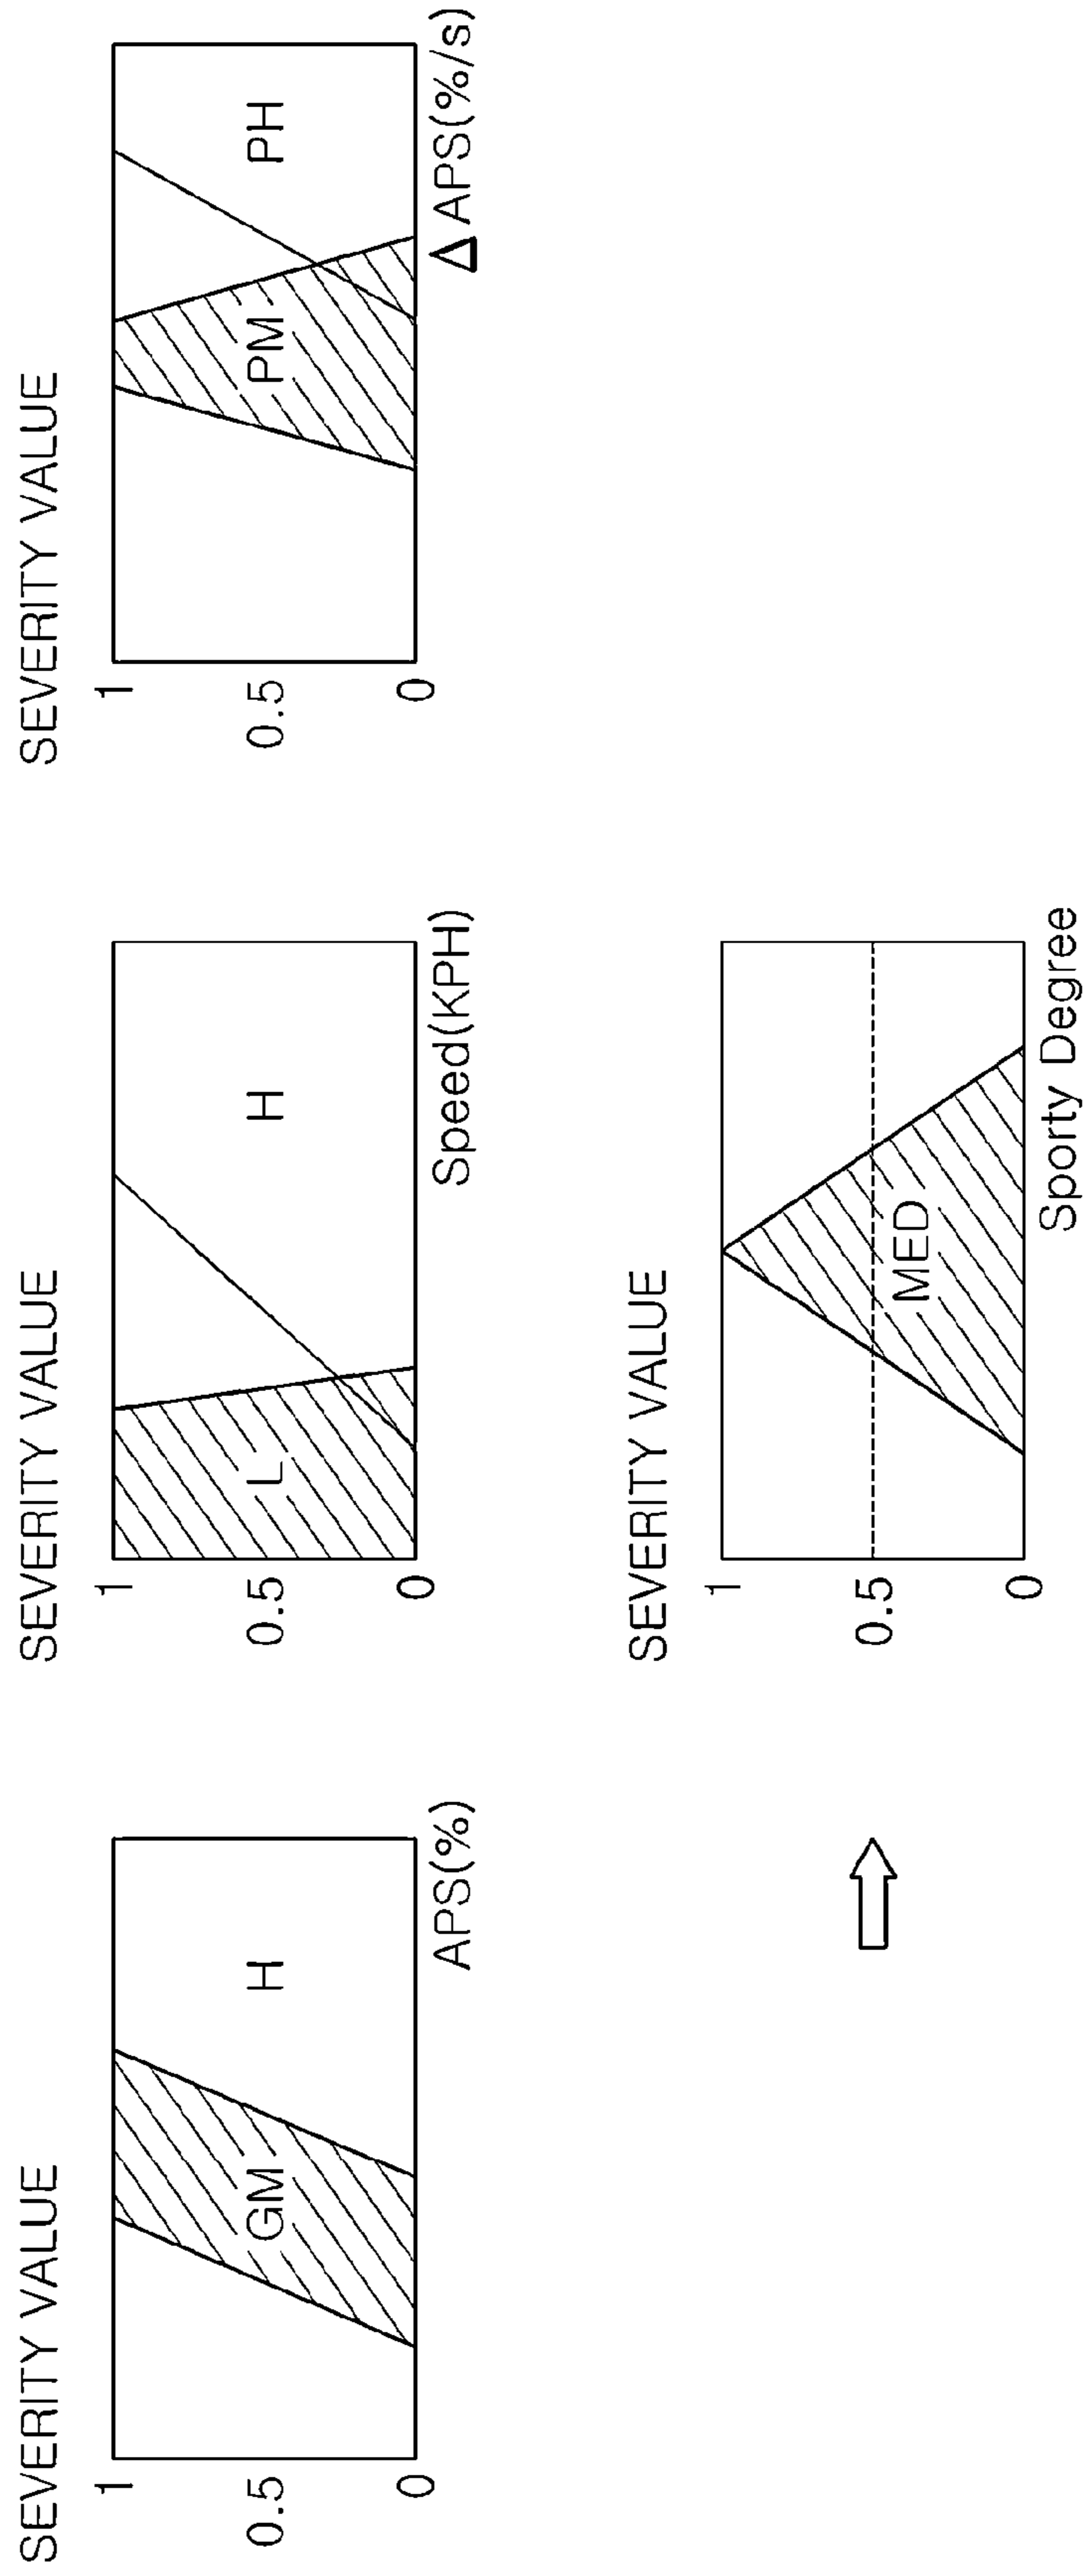 SEVERITY VALUE
1
0.5
0
GM
H
APS(%)
SEVERITY VALUE
1
0.5
0
L
H
Speed(KPH)
SEVERITY VALUE
1
0.5
0
PM
PH
△APS(%/s)
SEVERITY VALUE
1
0.5
0
MED
Sporty Degree